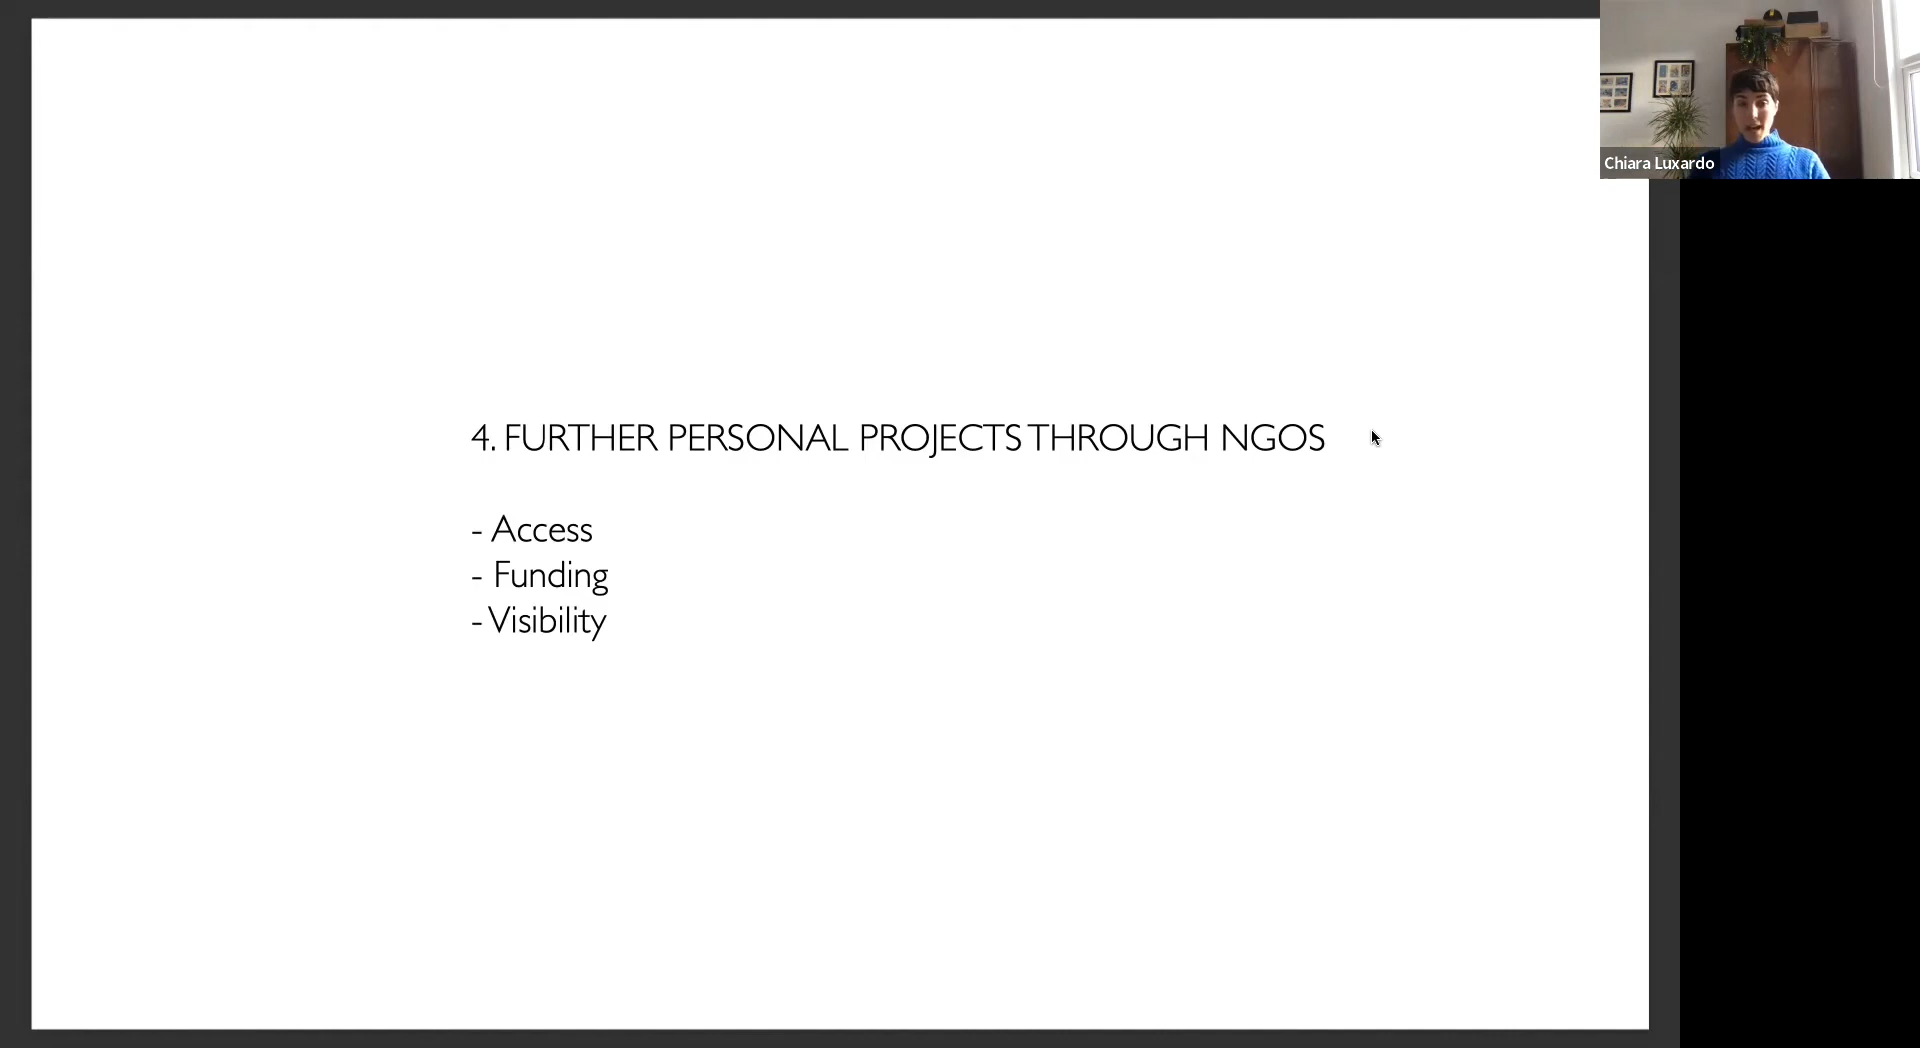 4. FURTHER PERSONAL PROJECTS THROUGH NGOS
- Access
- Funding
- Visibility
Chiara Luxardo